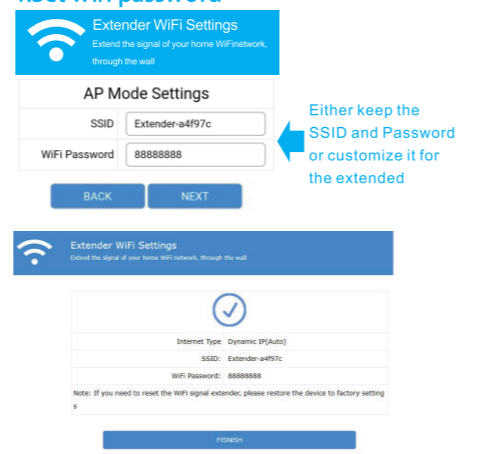 Extender WiFi Settings
Extend the signal of your home WiFinetwork,
through the wall
AP Mode Settings
SSID Extender-a4f97c
WiFi Password 88888888
BACK NEXT
Either keep the
SSID and Password
or customize it for
the extended
Extender WiFi Settings
Extend the signal of your home WiFi network, through the wall
Internet Type Dynamic IP(Auto)
SSID: Extender-a4f97c
WiFi Password: 88888888
Note: If you need to reset the WiFi signal extender, please restore the device to factory setting
s
FISNISH